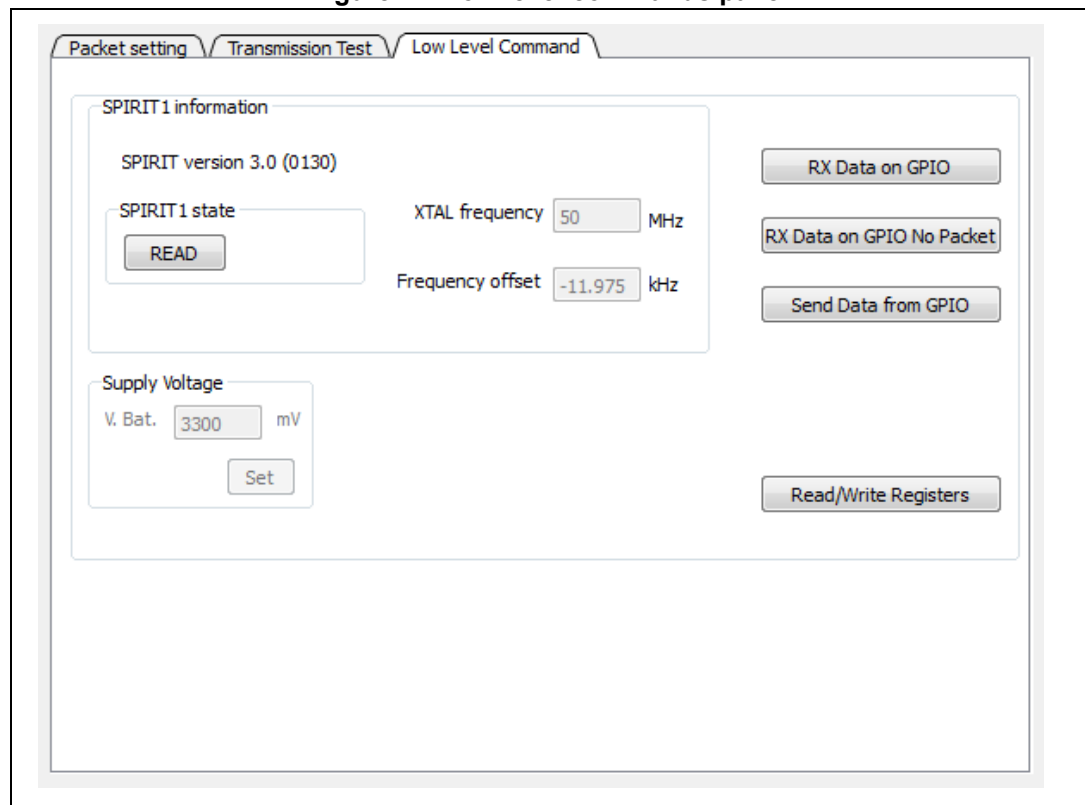 Packet setting
Transmission Test
Low Level Command
SPIRIT1 information
SPIRIT version 3.0 (0130)
SPIRIT1 state
READ
XTAL frequency 50 MHz
Frequency offset -11.975 kHz
RX Data on GPIO
RX Data on GPIO No Packet
Send Data from GPIO
Supply Voltage
V. Bat. 3300 mV
Set
Read/Write Registers